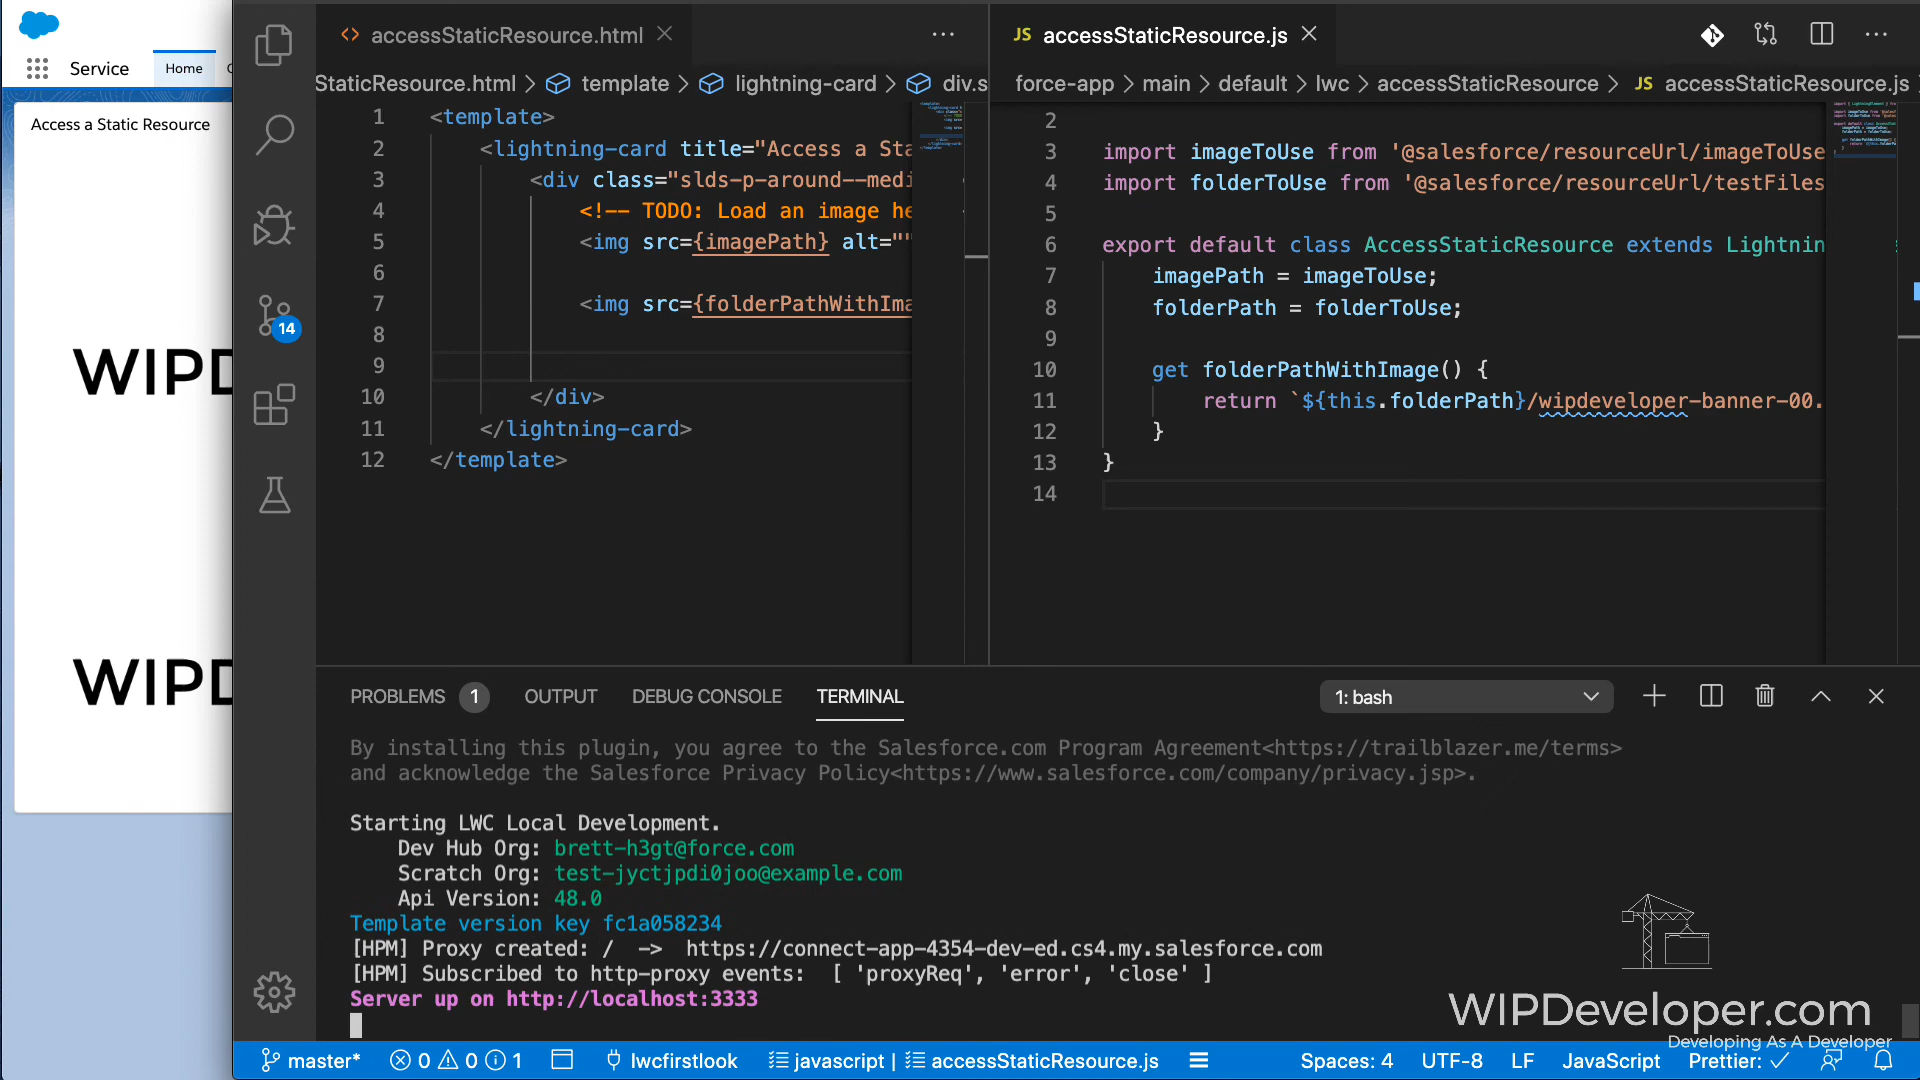 Service
Home
Access a Static Resource
WIPD
WIPD
14
accessStaticResource.html
StaticResource.html > template > lightning-card > div.s
1 <template>
2 <lightning-card title="Access a Sta
3 <div class="slds-p-around--medi
4 <!-- TODO: Load an image he
5 <img src={imagePath} alt=""
6
7 <img src={folderPathWithIma
8
9
10 </div>
11 </lightning-card>
12 </template>
JS accessStaticResource.js
force-app > main > default > lwc > accessStaticResource > JS accessStaticResource.js
2
3 import imageToUse from '@salesforce/resourceUrl/imageToUse
4 import folderToUse from '@salesforce/resourceUrl/testFiles
5
6 export default class AccessStaticResource extends Lightnin
7 imagePath = imageToUse;
8 folderPath = folderToUse;
9
10 get folderPathWithImage() {
11 return `${this.folderPath}/wipdeveloper-banner-00.
12 }
13 }
14
PROBLEMS 1 OUTPUT DEBUG CONSOLE TERMINAL 1: bash
By installing this plugin, you agree to the Salesforce.com Program Agreement<https://trailblazer.me/terms>
and acknowledge the Salesforce Privacy Policy<https://www.salesforce.com/company/privacy.jsp>.
Starting LWC Local Development.
Dev Hub Org: brett-h3gt@force.com
Scratch Org: test-jyctjpdi0joo@example.com
Api Version: 48.0
Template version key fc1a058234
[HPM] Proxy created: / -> https://connect-app-4354-dev-ed.cs4.my.salesforce.com
[HPM] Subscribed to http-proxy events: [ 'proxyReq', 'error', 'close' ]
Server up on http://localhost:3333
WIPDeveloper.com
Developing As A Developer
master* 0 0 1 lwcfirstlook javascript | accessStaticResource.js Spaces: 4 UTF-8 LF JavaScript Prettier: ✓